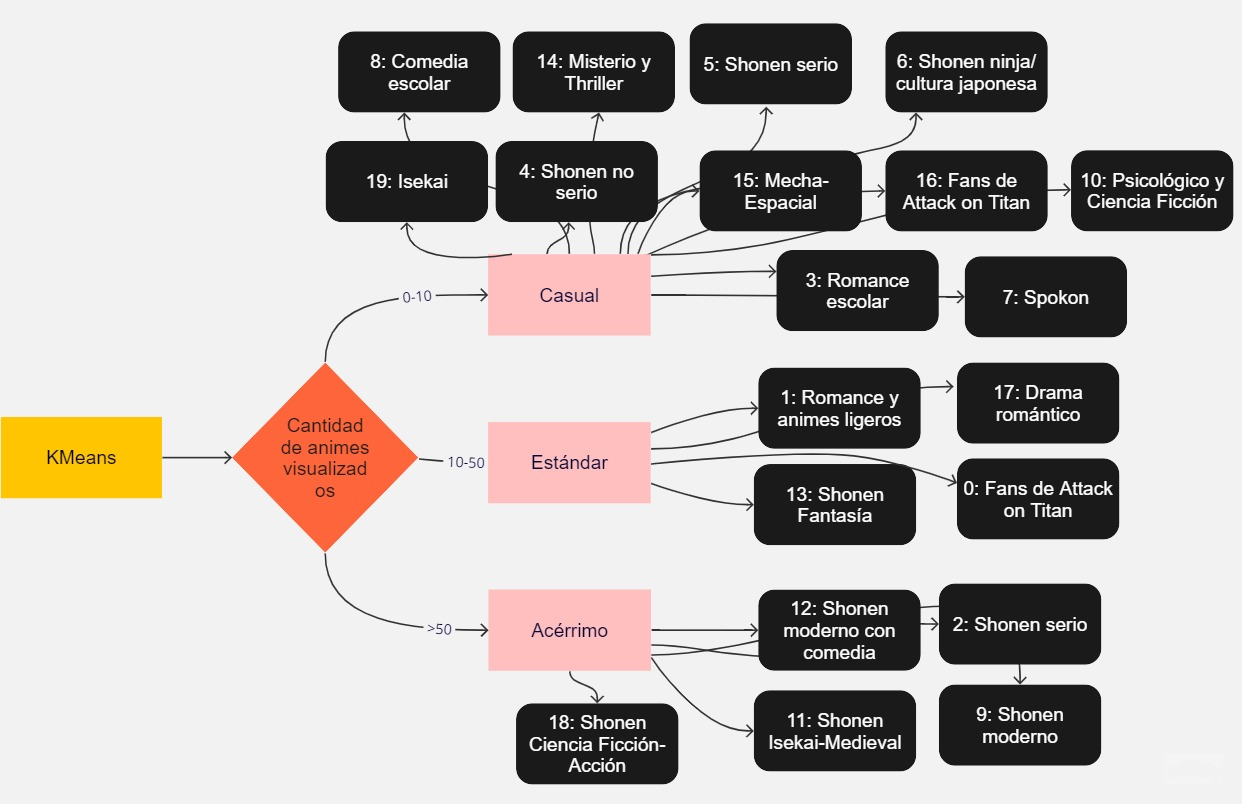 8: Comedia
escolar
14: Misterio y
Thriller
5: Shonen serio
6: Shonen ninja/
cultura japonesa
19: Isekai
4: Shonen no
serio
15: Mecha-
Espacial
16: Fans de
Attack on Titan
10: Psicológico y
Ciencia Ficción
0-10
Casual
3: Romance
escolar
7: Spokon
KMeans
Cantidad
de animes
visualizad
os
10-50
Estándar
1: Romance y
animes ligeros
17: Drama
romántico
13: Shonen
Fantasía
0: Fans de Attack
on Titan
>50
Acérrimo
12: Shonen
moderno con
comedia
2: Shonen serio
18: Shonen
Ciencia Ficción-
Acción
11: Shonen
Isekai-Medieval
9: Shonen
moderno